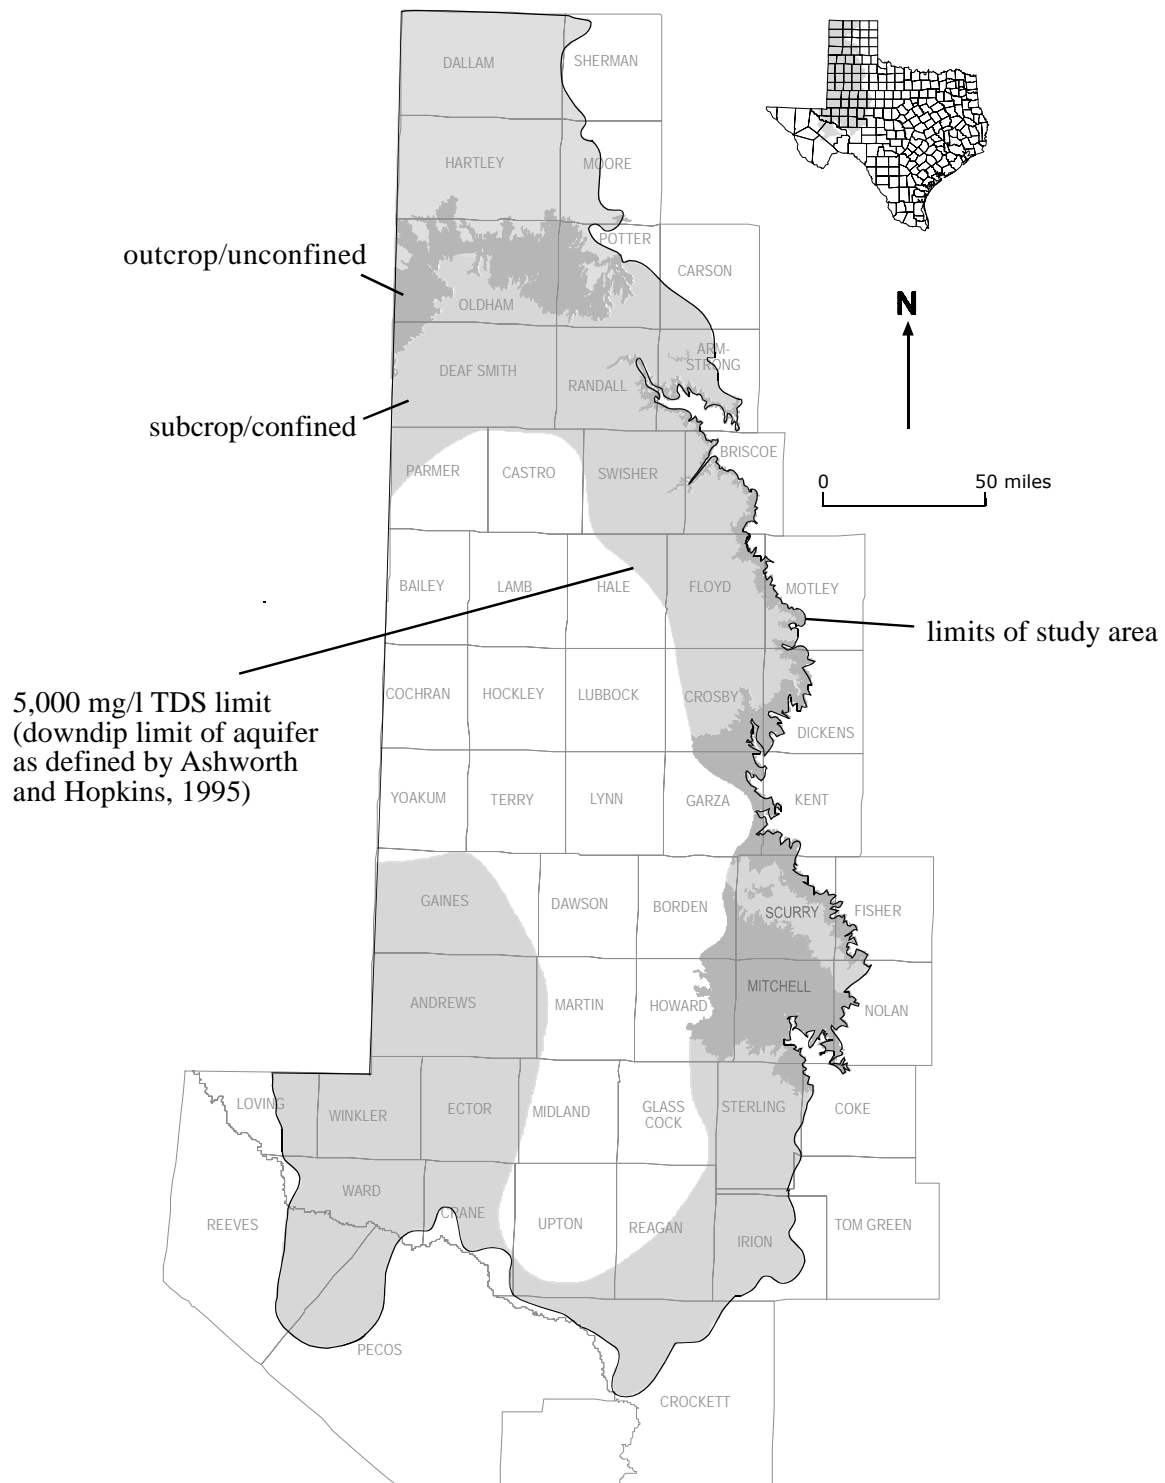 DALLAM
SHERMAN
HARTLEY
MOORE
outcrop/unconfined
POTTER
CARSON
OLDHAM
N
DEAF SMITH
RANDALL
ARM-
STRONG
subcrop/confined
PARMER
CASTRO
SWISHER
BRISCOE
0
50 miles
BAILEY
LAMB
HALE
FLOYD
MOTLEY
limits of study area
5,000 mg/l TDS limit
(downdip limit of aquifer
as defined by Ashworth
and Hopkins, 1995)
COCHRAN
HOCKLEY
LUBBOCK
CROSBY
DICKENS
YOAKUM
TERRY
LYNN
GARZA
KENT
GAINES
DAWSON
BORDEN
SCURRY
FISHER
ANDREWS
MARTIN
HOWARD
MITCHELL
NOLAN
LOVING
WINKLER
ECTOR
MIDLAND
GLASS
COCK
STERLING
COKE
WARD
CRANE
REEVES
UPTON
REAGAN
IRION
TOM GREEN
PECOS
CROCKETT